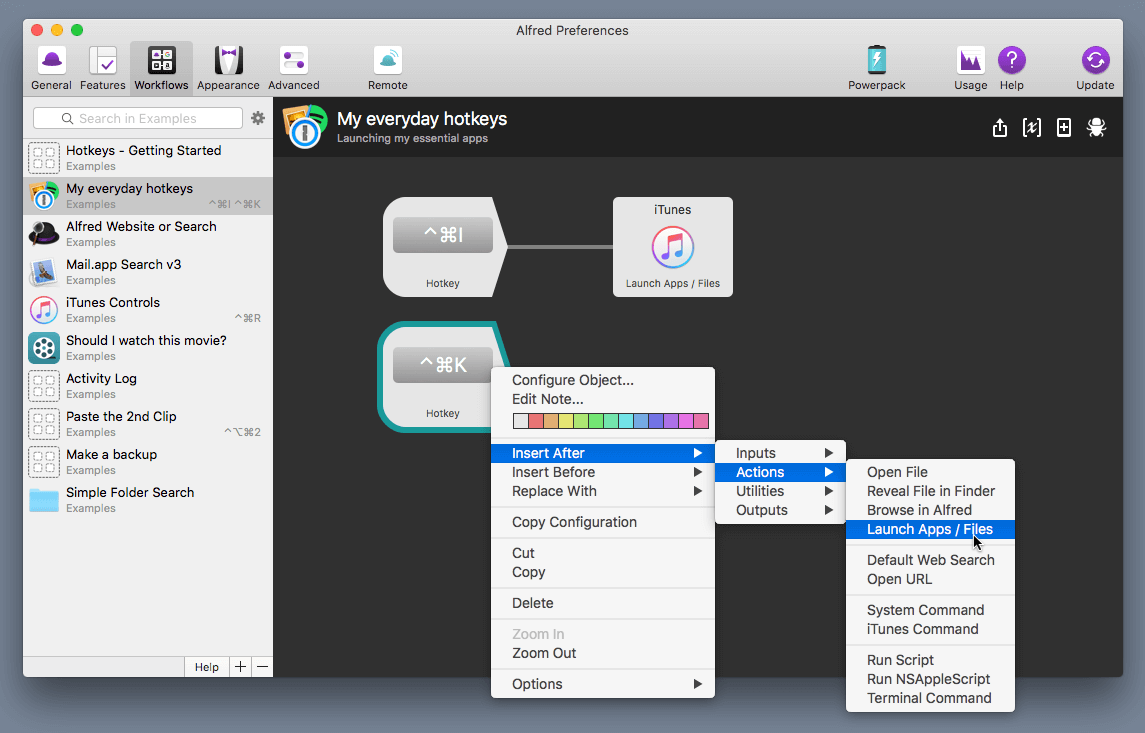 Alfred Preferences
General
Features
Workflows
Appearance
Advanced
Remote
Powerpack
Usage
Help
Update
Search in Examples
My everyday hotkeys
Launching my essential apps
Hotkeys - Getting Started
Examples
My everyday hotkeys
Examples ^⌘I ^⌘K
Alfred Website or Search
Examples
Mail.app Search v3
Examples
iTunes Controls
Examples ^⌘R
Should I watch this movie?
Examples
Activity Log
Examples
Paste the 2nd Clip
Examples ^⌥⌘2
Make a backup
Examples
Simple Folder Search
Examples
Help + −
^⌘I
Hotkey
iTunes
Launch Apps / Files
^⌘K
Hotkey
Configure Object...
Edit Note...
Insert After
Insert Before
Replace With
Copy Configuration
Cut
Copy
Delete
Zoom In
Zoom Out
Options
Inputs
Actions
Utilities
Outputs
Open File
Reveal File in Finder
Browse in Alfred
Launch Apps / Files
Default Web Search
Open URL
System Command
iTunes Command
Run Script
Run NSAppleScript
Terminal Command